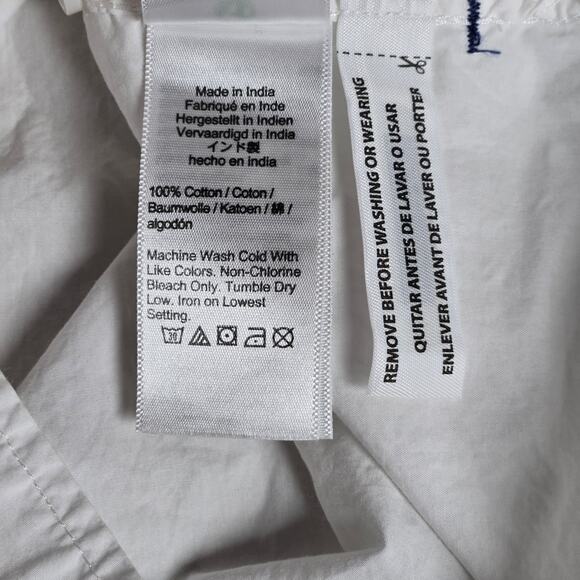 Made in India
Fabriqué en Inde
Hergestellt in Indien
Vervaardigd in India
インド製
hecho en india
100% Cotton / Coton /
Baumwolle / Katoen / 綿 /
algodón
Machine Wash Cold With
Like Colors. Non-Chlorine
Bleach Only. Tumble Dry
Low. Iron on Lowest
Setting.
30
REMOVE BEFORE WASHING OR WEARING
QUITAR ANTES DE LAVAR O USAR
ENLEVER AVANT DE LAVER OU PORTER